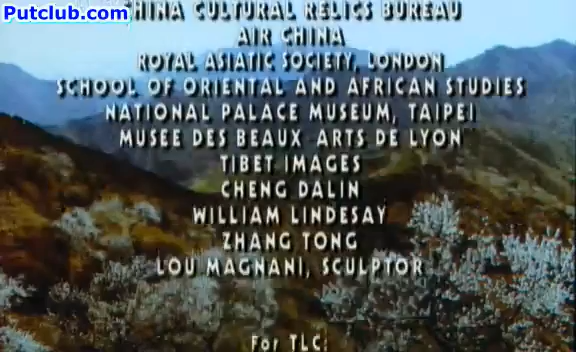 Putclub.com
CHINA CULTURAL RELICS BUREAU
AIR CHINA
ROYAL ASIATIC SOCIETY, LONDON
SCHOOL OF ORIENTAL AND AFRICAN STUDIES
NATIONAL PALACE MUSEUM, TAIPEI
MUSEE DES BEAUX ARTS DE LYON
TIBET IMAGES
CHENG DALIN
WILLIAM LINDESAY
ZHANG TONG
LOU MAGNANI, SCULPTOR
For TLC: